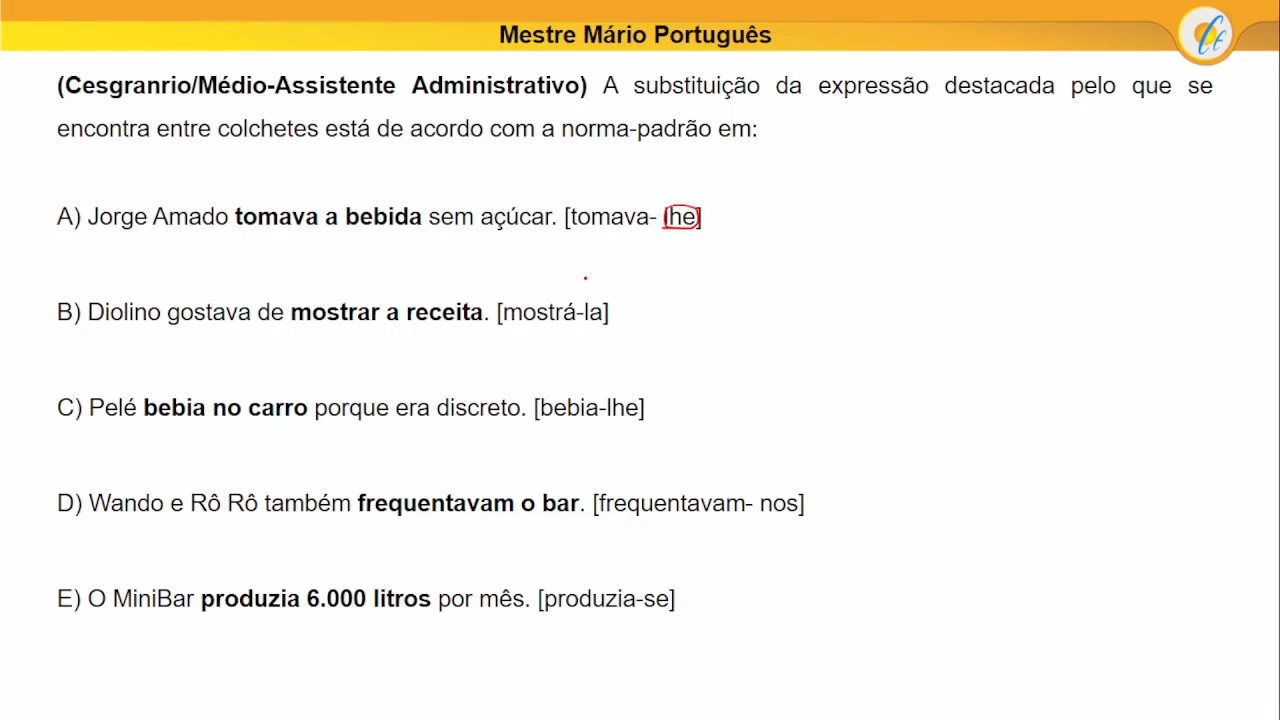 Mestre Mário Português
(Cesgranrio/Médio-Assistente Administrativo) A substituição da expressão destacada pelo que se
encontra entre colchetes está de acordo com a norma-padrão em:
A) Jorge Amado tomava a bebida sem açúcar. [tomava- lhe]
B) Diolino gostava de mostrar a receita. [mostrá-la]
C) Pelé bebia no carro porque era discreto. [bebia-lhe]
D) Wando e Rô Rô também frequentavam o bar. [frequentavam- nos]
E) O MiniBar produzia 6.000 litros por mês. [produzia-se]